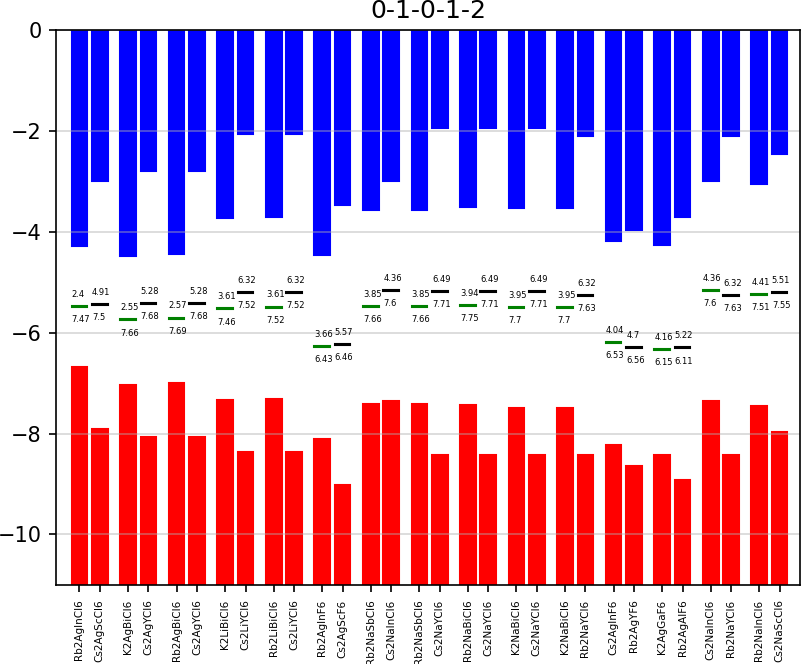 0-1-0-1-2
0
−2
−4
−6
−8
−10
2.4
7.47
4.91
7.5
2.55
7.66
5.28
7.68
2.57
7.69
5.28
7.68
3.61
7.46
6.32
7.52
3.61
7.52
6.32
7.52
3.66
6.43
5.57
6.46
3.85
7.66
4.36
7.6
3.85
7.66
6.49
7.71
3.94
7.75
6.49
7.71
3.95
7.7
6.49
7.71
3.95
7.7
6.32
7.63
4.04
6.53
4.7
6.56
4.16
6.15
5.22
6.11
4.36
7.6
6.32
7.63
4.41
7.51
5.51
7.55
Rb2AgInCl6
Cs2AgScCl6
K2AgBiCl6
Cs2AgYCl6
Rb2AgBiCl6
Cs2AgYCl6
K2LiBiCl6
Cs2LiYCl6
Rb2LiBiCl6
Cs2LiYCl6
Rb2AgInF6
Cs2AgScF6
Rb2NaSbCl6
Cs2NaInCl6
Rb2NaSbCl6
Cs2NaYCl6
Rb2NaBiCl6
Cs2NaYCl6
K2NaBiCl6
Cs2NaYCl6
K2NaBiCl6
Rb2NaYCl6
Cs2AgInF6
Rb2AgYF6
K2AgGaF6
Rb2AgAlF6
Cs2NaInCl6
Rb2NaYCl6
Rb2NaInCl6
Cs2NaScCl6